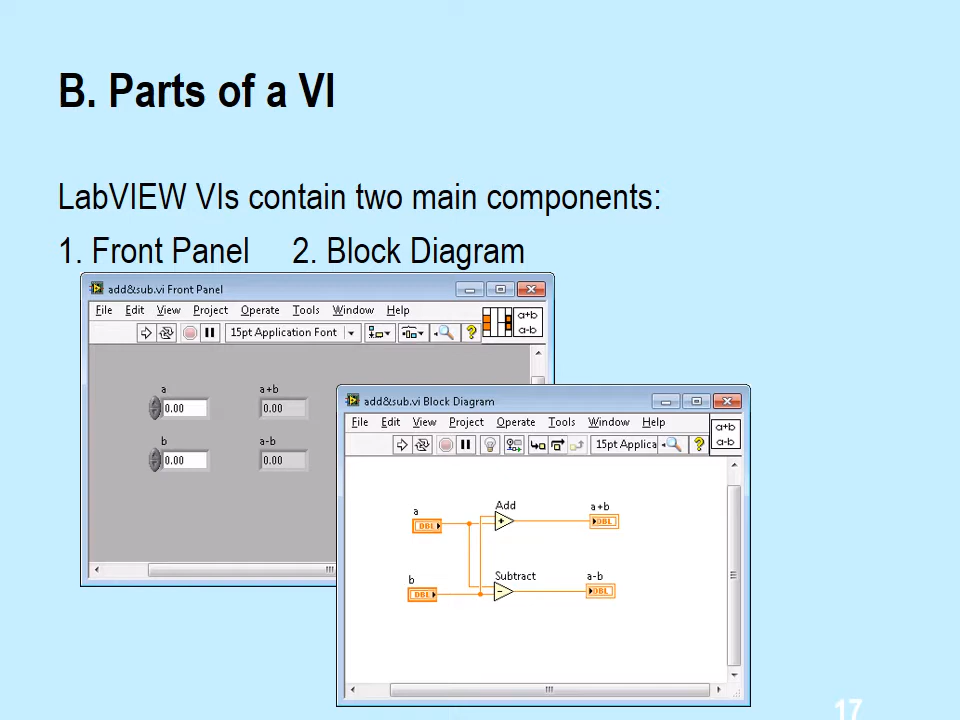 B. Parts of a VI
LabVIEW VIs contain two main components:
1. Front Panel 2. Block Diagram
add&sub.vi Front Panel
File Edit View Project Operate Tools Window Help
15pt Application Font
?
a+b
a-b
a
a+b
0.00
0.00
b
a-b
0.00
0.00
add&sub.vi Block Diagram
File Edit View Project Operate Tools Window Help
15pt Applica
?
a+b
a-b
a
DBL
Add
+
a+b
DBL
b
DBL
Subtract
-
a-b
DBL
17